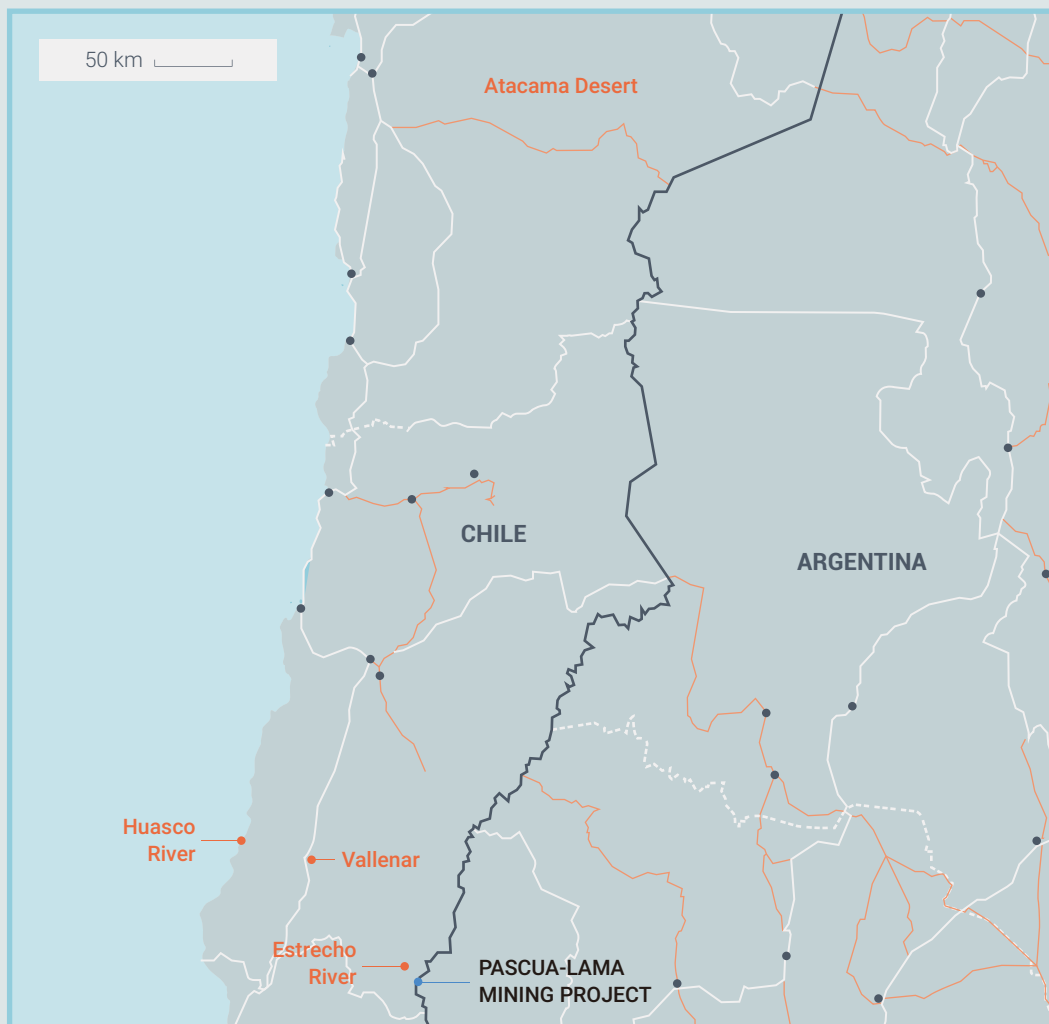 50 km
Atacama Desert
CHILE
ARGENTINA
Huasco
River
Vallenar
Estrecho
River
PASCUA-LAMA
MINING PROJECT